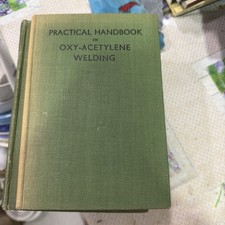 PRACTICAL HANDBOOK
ON
OXY-ACETYLENE
WELDING